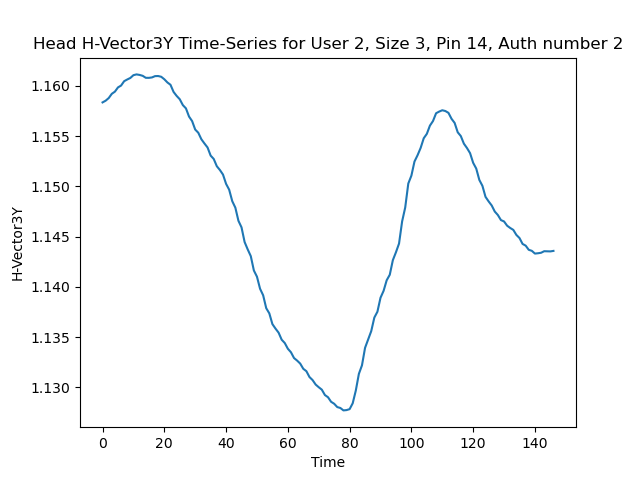 Head H-Vector3Y Time-Series for User 2, Size 3, Pin 14, Auth number 2
1.160
1.155
1.150
1.145
1.140
1.135
1.130
H-Vector3Y
0 20 40 60 80 100 120 140
Time